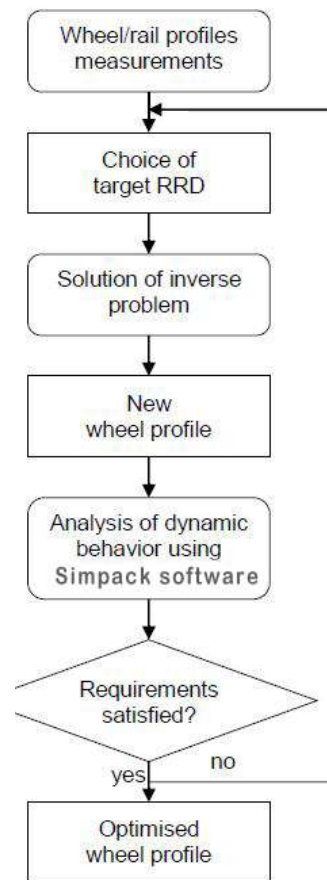 Wheel/rail profiles
measurements
Choice of
target RRD
Solution of inverse
problem
New
wheel profile
Analysis of dynamic
behavior using
Simpack software
Requirements
satisfied?
yes
no
Optimised
wheel profile